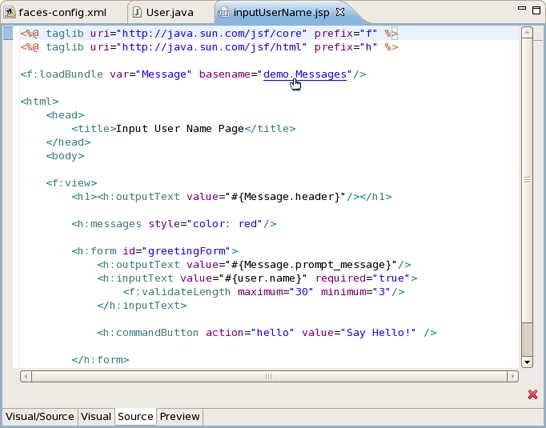 faces-config.xml User.java inputUserName.jsp
<%@ taglib uri="http://java.sun.com/jsf/core" prefix="f" %>
<%@ taglib uri="http://java.sun.com/jsf/html" prefix="h" %>
<f:loadBundle var="Message" basename="demo.Messages"/>
<html>
<head>
<title>Input User Name Page</title>
</head>
<body>
<f:view>
<h1><h:outputText value="#{Message.header}"/></h1>
<h:messages style="color: red"/>
<h:form id="greetingForm">
<h:outputText value="#{Message.prompt_message}"/>
<h:inputText value="#{user.name}" required="true">
<f:validateLength maximum="30" minimum="3"/>
</h:inputText>
<h:commandButton action="hello" value="Say Hello!" />
</h:form>
Visual/Source Visual Source Preview